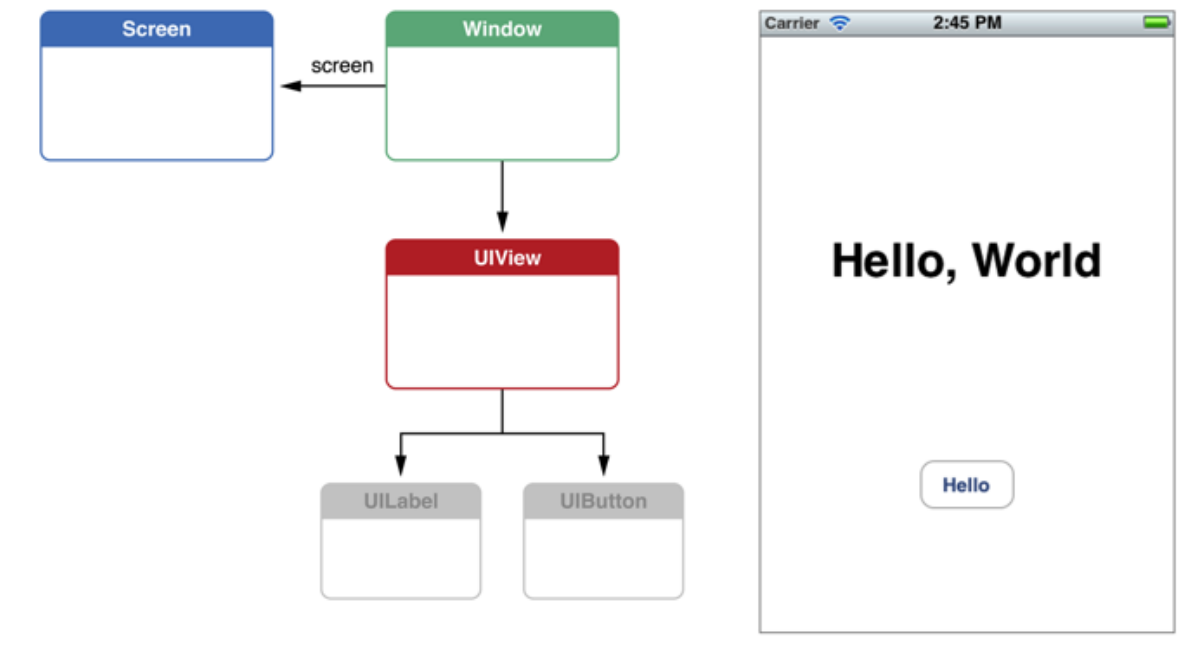 Screen
Window
screen
UIView
UILabel
UIButton
Carrier
2:45 PM
Hello, World
Hello